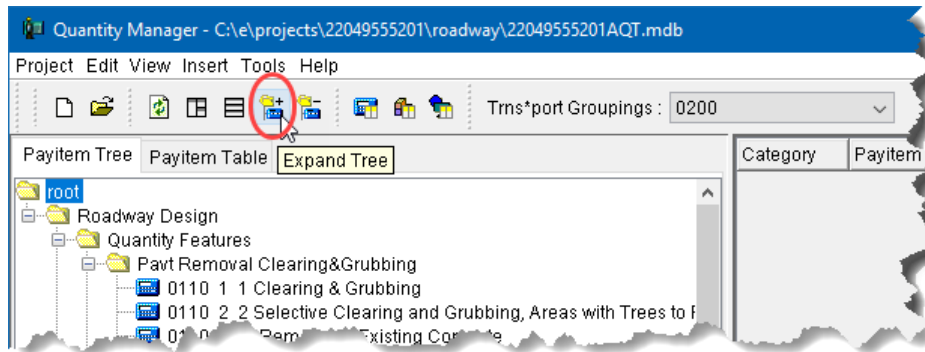 Quantity Manager - C:\e\projects\22049555201\roadway\22049555201AQT.mdb
Project Edit View Insert Tools Help
Trns*port Groupings : 0200
Payitem Tree Payitem Table Expand Tree Category Payitem
root
Roadway Design
Quantity Features
Pavt Removal Clearing&Grubbing
0110 1 1 Clearing & Grubbing
0110 2 2 Selective Clearing and Grubbing, Areas with Trees to